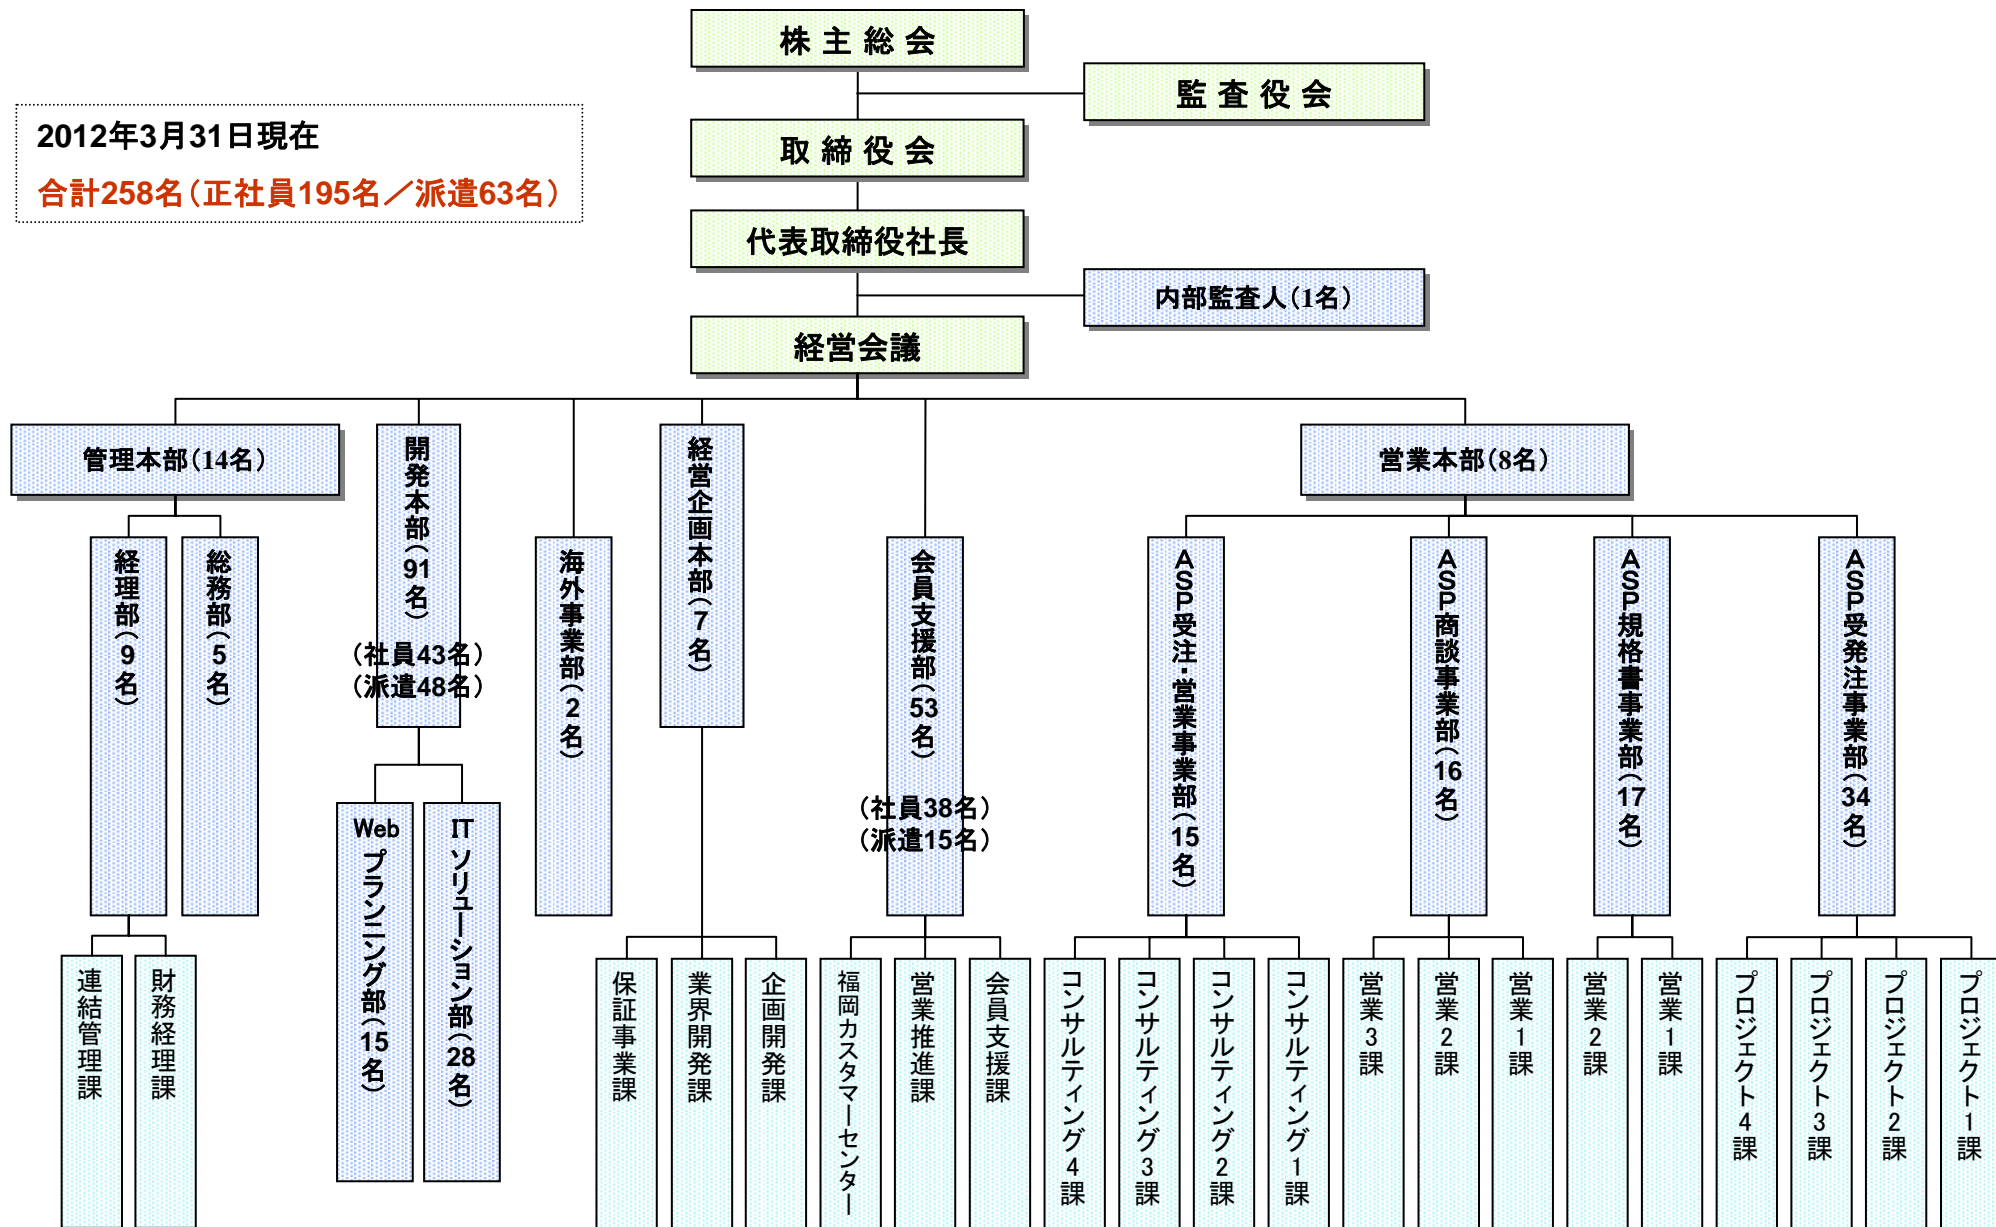 株主総会
監査役会
2012年3月31日現在
合計258名（正社員195名／派遣63名）
取締役会
代表取締役社長
内部監査人（1名）
経営会議
管理本部（14名）
開発本部（91名）
（社員43名）
（派遣48名）
経営企画本部（7名）
営業本部（8名）
経理部（9名）
総務部（5名）
海外事業部（2名）
会員支援部（53名）
（社員38名）
（派遣15名）
ASP受注・営業事業部（15名）
ASP商談事業部（16名）
ASP規格書事業部（17名）
ASP受発注事業部（34名）
Webプランニング部（15名）
ITソリューション部（28名）
連結管理課
財務経理課
保証事業課
業界開発課
企画開発課
福岡カスタマーセンター
営業推進課
会員支援課
コンサルティング4課
コンサルティング3課
コンサルティング2課
コンサルティング1課
営業3課
営業2課
営業1課
営業2課
営業1課
プロジェクト4課
プロジェクト3課
プロジェクト2課
プロジェクト1課